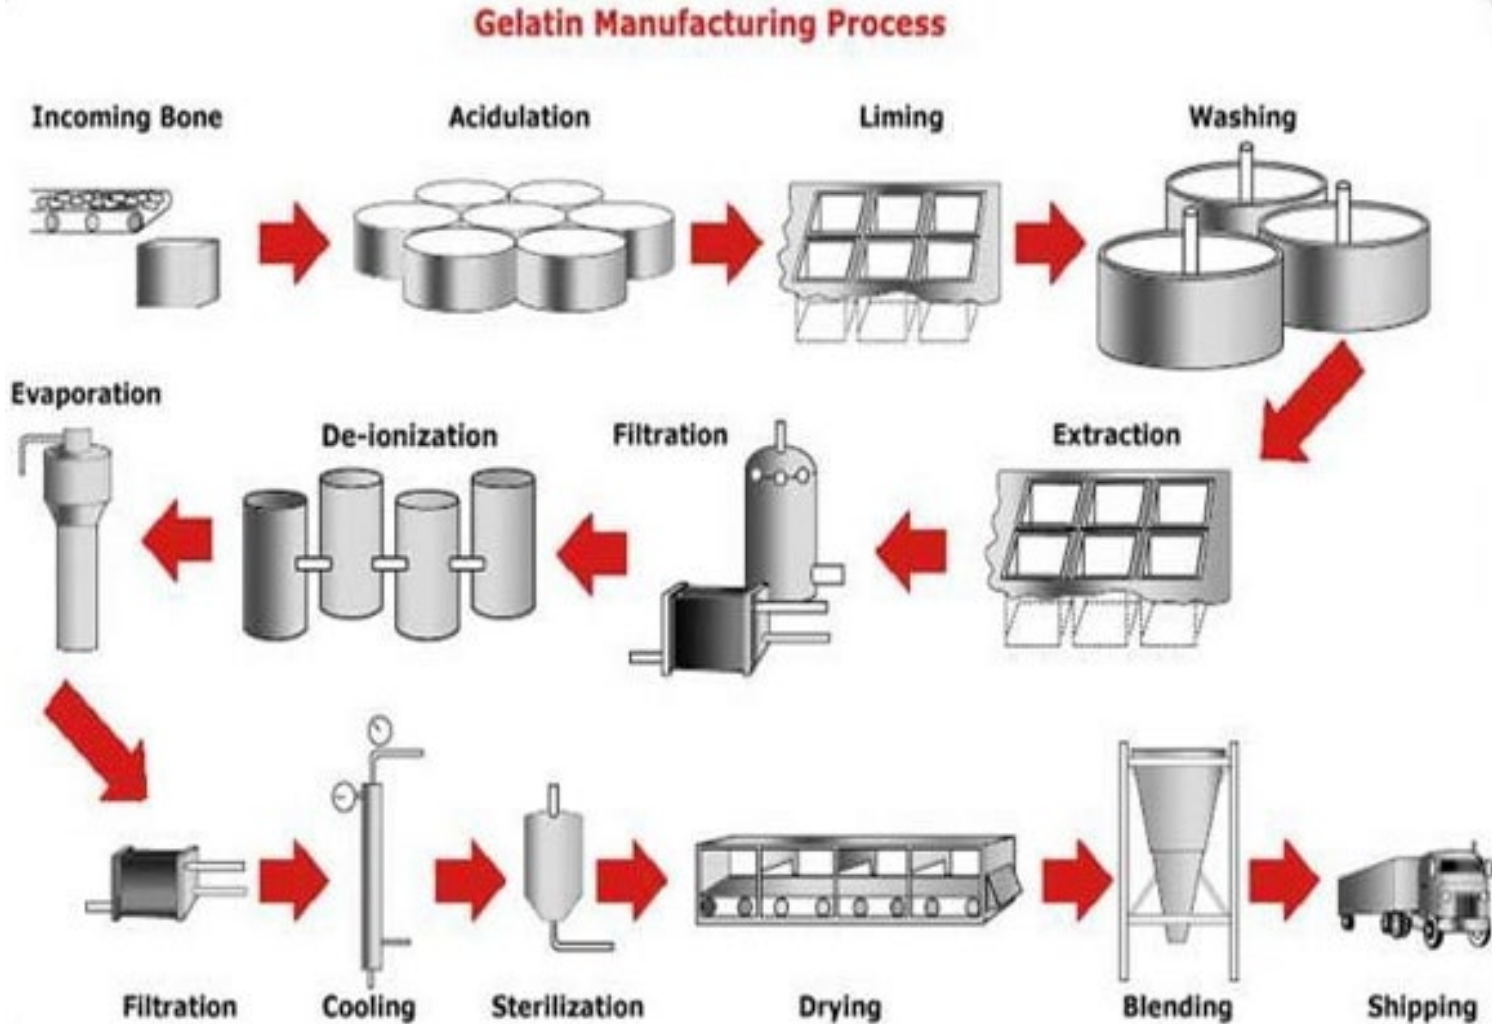 Gelatin Manufacturing Process
Incoming Bone
Acidulation
Liming
Washing
Evaporation
De-ionization
Filtration
Extraction
Filtration
Cooling
Sterilization
Drying
Blending
Shipping